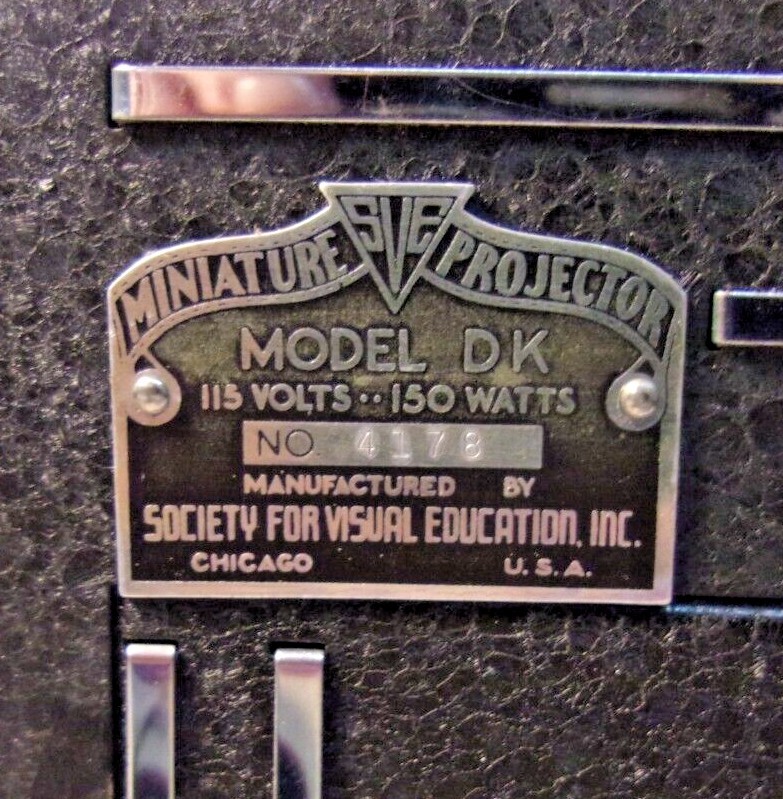 MINIATURE SVE PROJECTOR
MODEL DK
115 VOLTS·· 150 WATTS
NO. 4178
MANUFACTURED BY
SOCIETY FOR VISUAL EDUCATION, INC.
CHICAGO U.S.A.